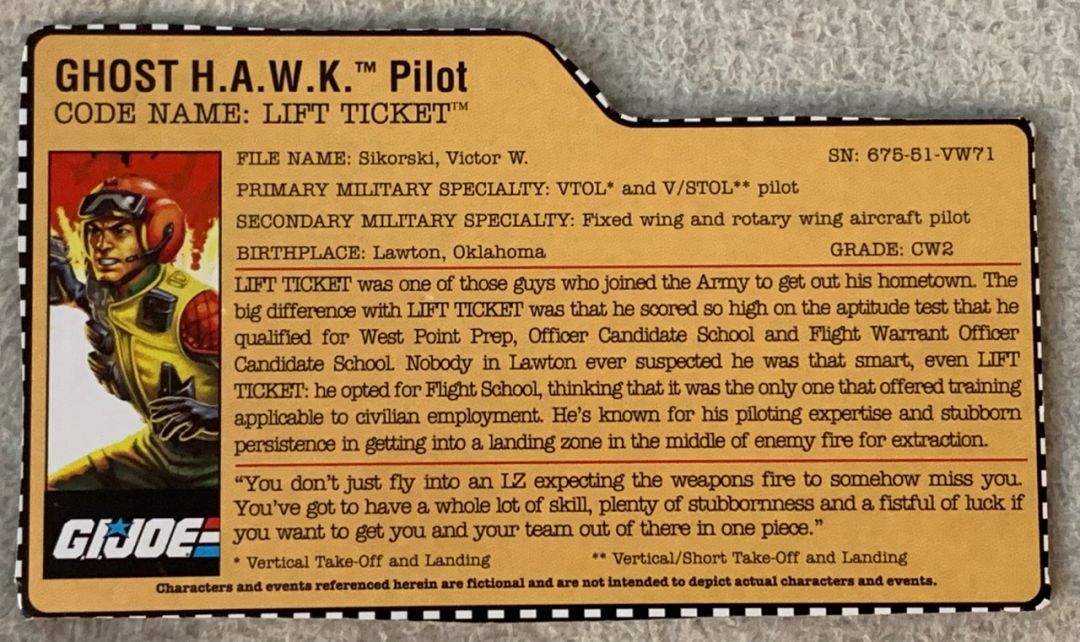 GHOST H.A.W.K.™ Pilot
CODE NAME: LIFT TICKET™
FILE NAME: Sikorski, Victor W.
SN: 675-51-VW71
PRIMARY MILITARY SPECIALTY: VTOL* and V/STOL** pilot
SECONDARY MILITARY SPECIALTY: Fixed wing and rotary wing aircraft pilot
BIRTHPLACE: Lawton, Oklahoma
GRADE: CW2
LIFT TICKET was one of those guys who joined the Army to get out his hometown. The
big difference with LIFT TICKET was that he scored so high on the aptitude test that he
qualified for West Point Prep, Officer Candidate School and Flight Warrant Officer
Candidate School. Nobody in Lawton ever suspected he was that smart, even LIFT
TICKET: he opted for Flight School, thinking that it was the only one that offered training
applicable to civilian employment. He's known for his piloting expertise and stubborn
persistence in getting into a landing zone in the middle of enemy fire for extraction.
"You don't just fly into an LZ expecting the weapons fire to somehow miss you.
You've got to have a whole lot of skill, plenty of stubbornness and a fistful of luck if
you want to get you and your team out of there in one piece."
G.I. JOE
* Vertical Take-Off and Landing
** Vertical/Short Take-Off and Landing
Characters and events referenced herein are fictional and are not intended to depict actual characters and events.